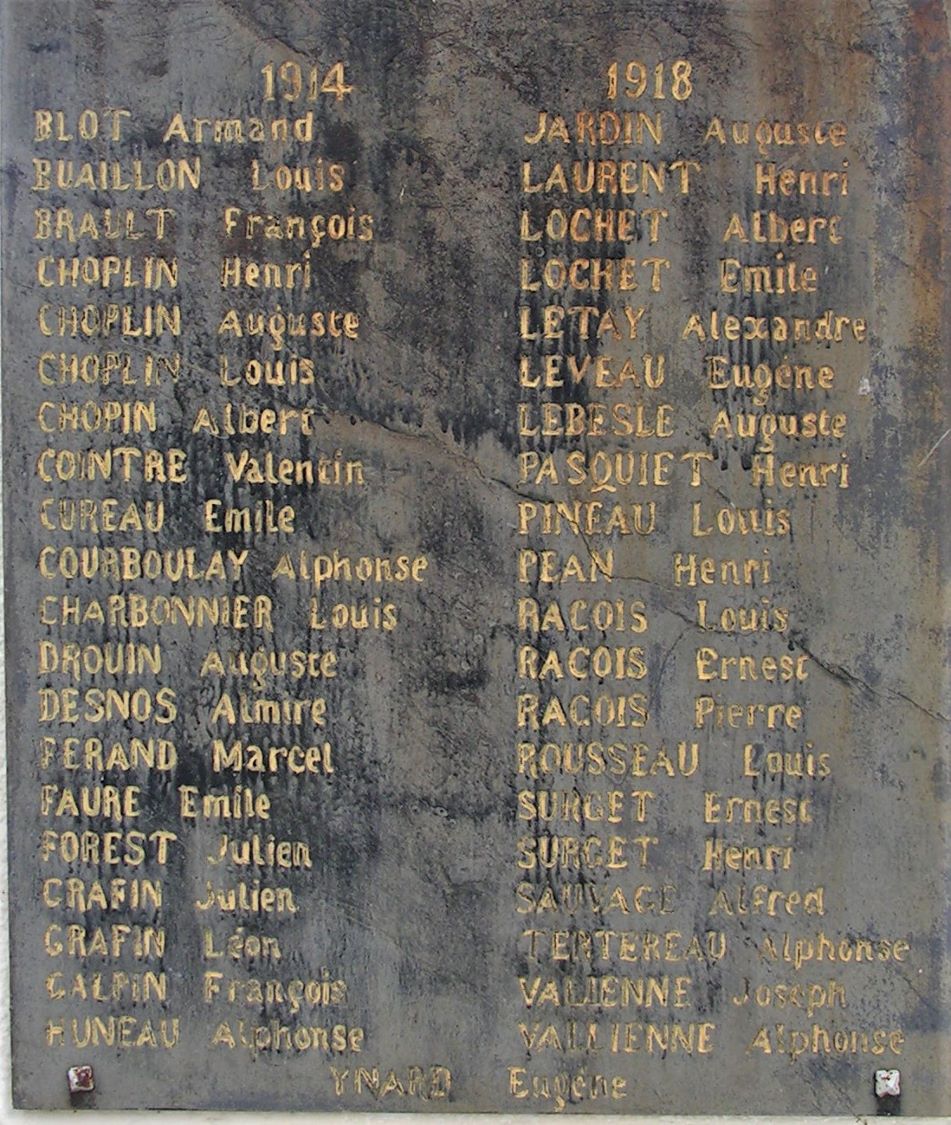 1914 1918
BLOT Armand
BUAILLON Louis
BRAULT François
CHOPLIN Henri
CHOPLIN Auguste
CHOPLIN Louis
CHOPIN Albert
COINTRE Valentin
CUREAU Emile
COURBOULAY Alphonse
CHARBONNIER Louis
DROUIN Auguste
DESNOS Almire
FERAND Marcel
FAURE Emile
FOREST Julien
GRAFIN Julien
GRAFIN Léon
GALPIN François
HUNEAU Alphonse
JARDIN Auguste
LAURENT Henri
LOCHET Albert
LOCHET Emile
LETAY Alexandre
LEVEAU Eugéne
LEBESLE Auguste
PASQUIET Henri
PINEAU Louis
PEAN Henri
RACOIS Louis
RACOIS Ernest
RACOIS Pierre
ROUSSEAU Louis
SURGET Ernest
SURGET Henri
SAUVAGE Alfred
TERTEREAU Alphonse
VALIENNE Joseph
VALLIENNE Alphonse
YNARD Eugéne